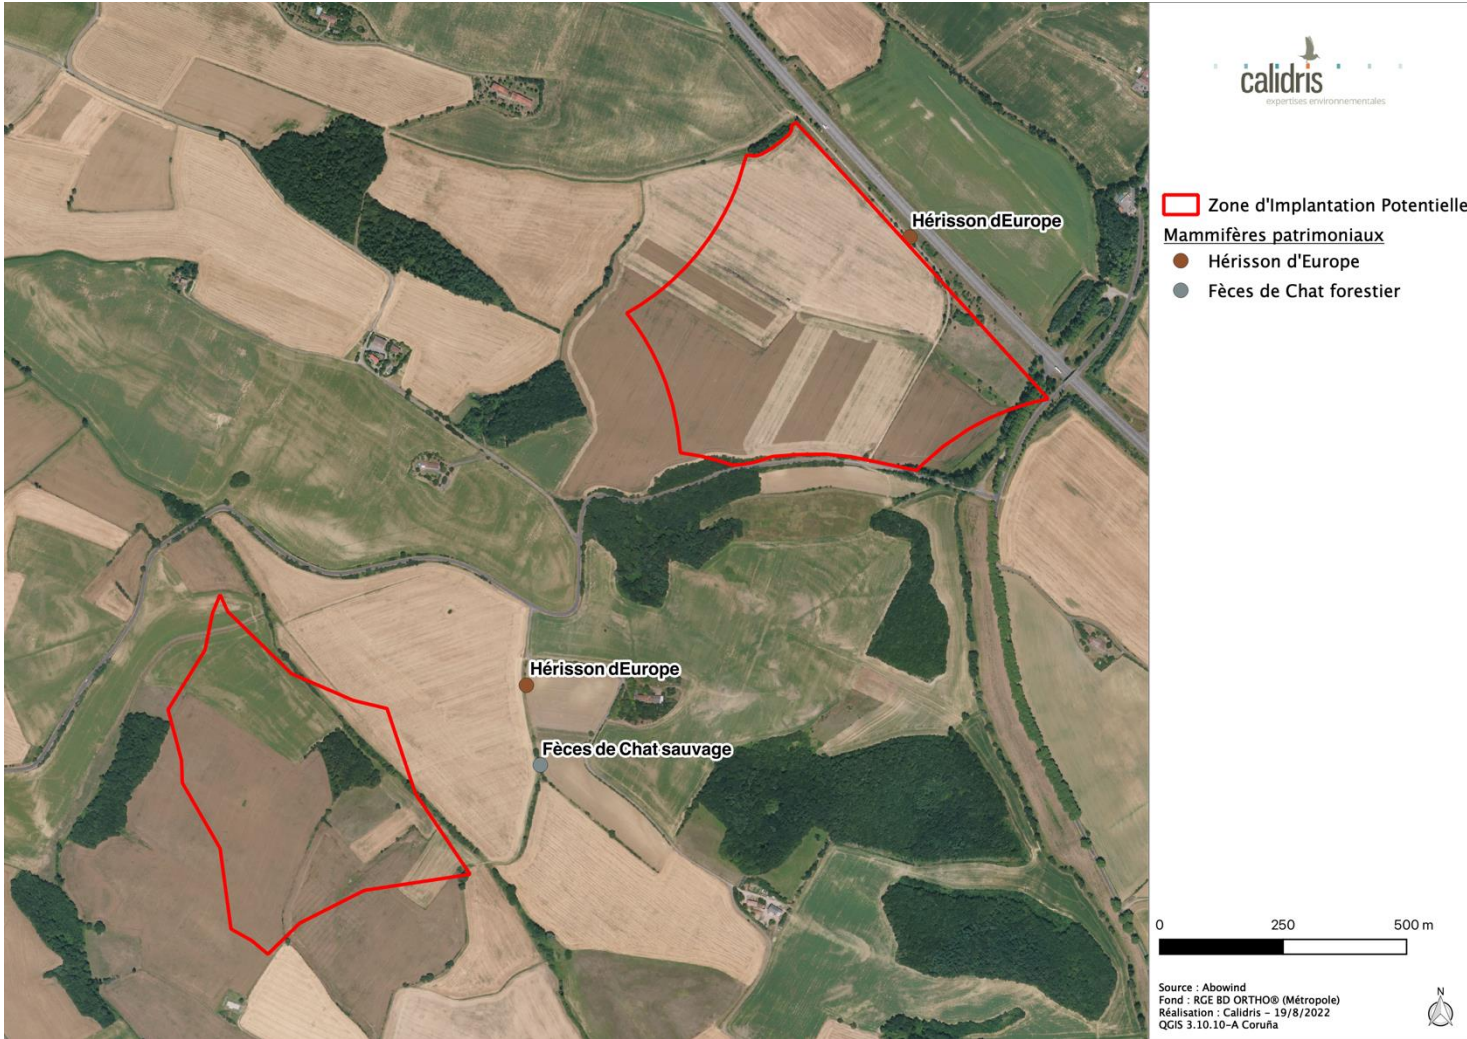 calidris
expertises environnementales
Zone d'Implantation Potentielle
Mammifères patrimoniaux
Hérisson d'Europe
Fèces de Chat forestier
Hérisson dEurope
Hérisson dEurope
Fèces de Chat sauvage
0 250 500 m
Source : Abowind
Fond : RGE BD ORTHO® (Métropole)
Réalisation : Calidris - 19/8/2022
QGIS 3.10.10-A Coruña
N